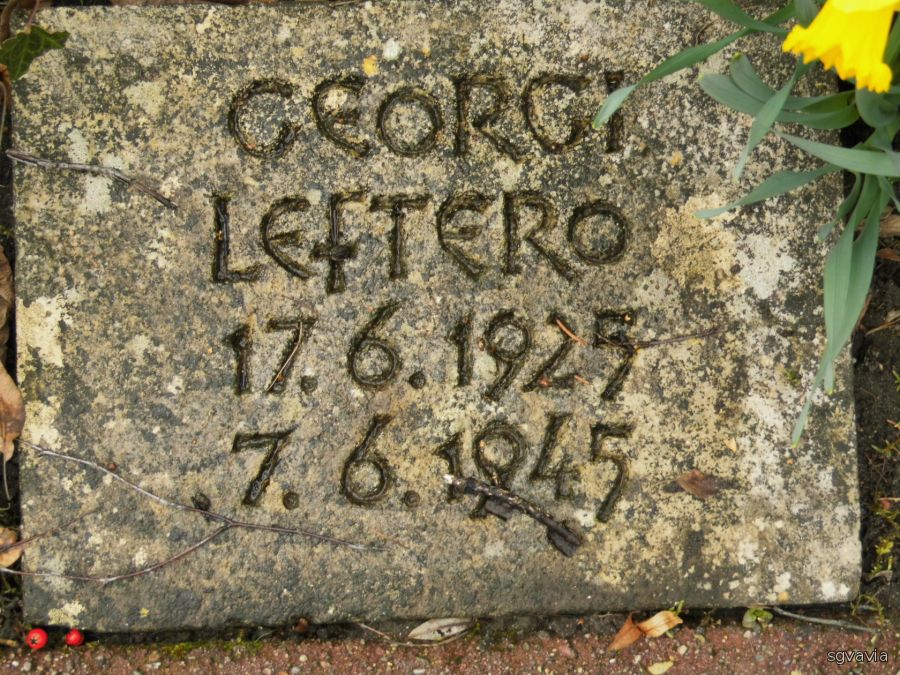 GEORGI
LEFTERO
17.6.1925
7.6.1945
sgvavia